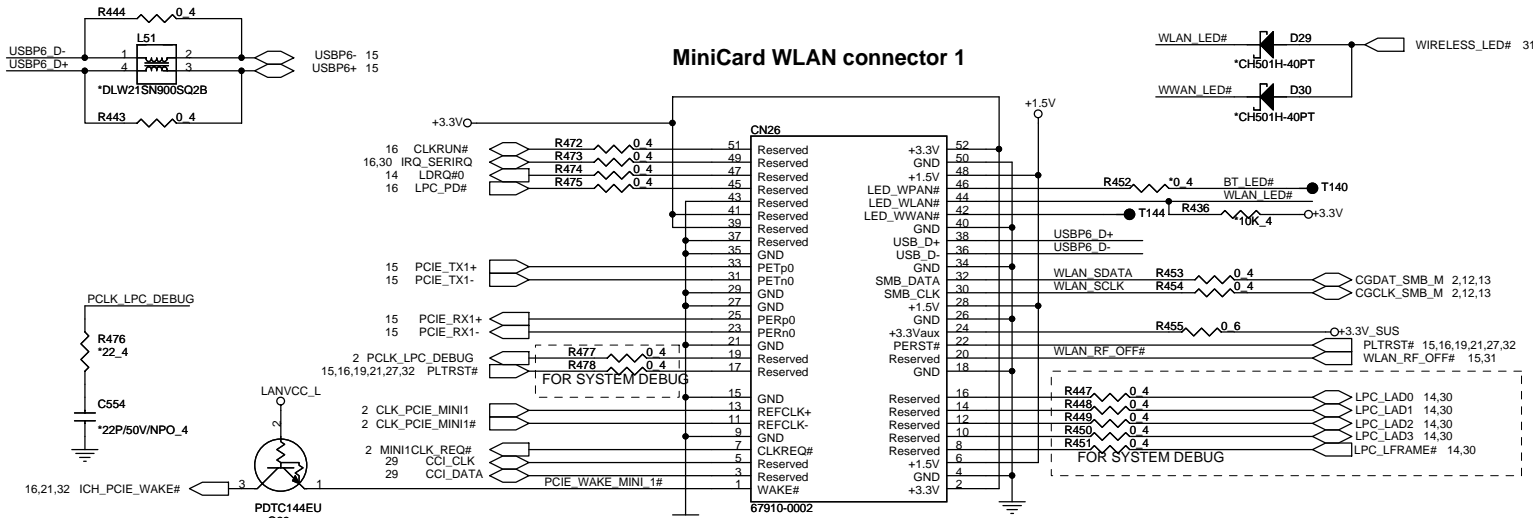 R444 0_4
L51
USBP6_D- 1 2 USBP6- 15
USBP6_D+ 4 3 USBP6+ 15
*DLW21SN900SQ2B
R443 0_4
MiniCard WLAN connector 1
WLAN_LED# D29
*CH501H-40PT
WIRELESS_LED# 31
WWAN_LED# D30
*CH501H-40PT
+1.5V
+3.3V
CN26
16 CLKRUN# R472 0_4 51 Reserved
16,30 IRQ_SERIRQ R473 0_4 49 Reserved
14 LDRQ#0 R474 0_4 47 Reserved
16 LPC_PD# R475 0_4 45 Reserved
43 Reserved
41 Reserved
39 Reserved
37 Reserved
35 GND
15 PCIE_TX1+ 33 PETp0
15 PCIE_TX1- 31 PETn0
29 GND
27 GND
15 PCIE_RX1+ 25 PERp0
15 PCIE_RX1- 23 PERn0
21 GND
2 PCLK_LPC_DEBUG R477 0_4 19 Reserved
15,16,19,21,27,32 PLTRST# R478 0_4 17 Reserved
FOR SYSTEM DEBUG
15 GND
2 CLK_PCIE_MINI1 13 REFCLK+
2 CLK_PCIE_MINI1# 11 REFCLK-
9 GND
2 MINI1CLK_REQ# 7 CLKREQ#
29 CCI_CLK 5 Reserved
29 CCI_DATA 3 Reserved
PCIE_WAKE_MINI_1# 1 WAKE#
67910-0002
+3.3V 52
GND 50
+1.5V 48
LED_WPAN# 46 R452 *0_4 BT_LED# T140
LED_WLAN# 44 WLAN_LED#
LED_WWAN# 42 T144 R436 *10K_4 +3.3V
GND 40
USB_D+ 38 USBP6_D+
USB_D- 36 USBP6_D-
GND 34
SMB_DATA 32 WLAN_SDATA R453 0_4 CGDAT_SMB_M 2,12,13
SMB_CLK 30 WLAN_SCLK R454 0_4 CGCLK_SMB_M 2,12,13
+1.5V 28
GND 26
+3.3Vaux 24 R455 0_6 +3.3V_SUS
PERST# 22 PLTRST# 15,16,19,21,27,32
Reserved 20 WLAN_RF_OFF# WLAN_RF_OFF# 15,31
GND 18
Reserved 16 R447 0_4 LPC_LAD0 14,30
Reserved 14 R448 0_4 LPC_LAD1 14,30
Reserved 12 R449 0_4 LPC_LAD2 14,30
Reserved 10 R450 0_4 LPC_LAD3 14,30
Reserved 8 R451 0_4 LPC_LFRAME# 14,30
+1.5V 6 FOR SYSTEM DEBUG
GND 4
+3.3V 2
PCLK_LPC_DEBUG
R476
*22_4
C554
*22P/50V/NPO_4
LANVCC_L
2
16,21,32 ICH_PCIE_WAKE# 3 1
PDTC144EU